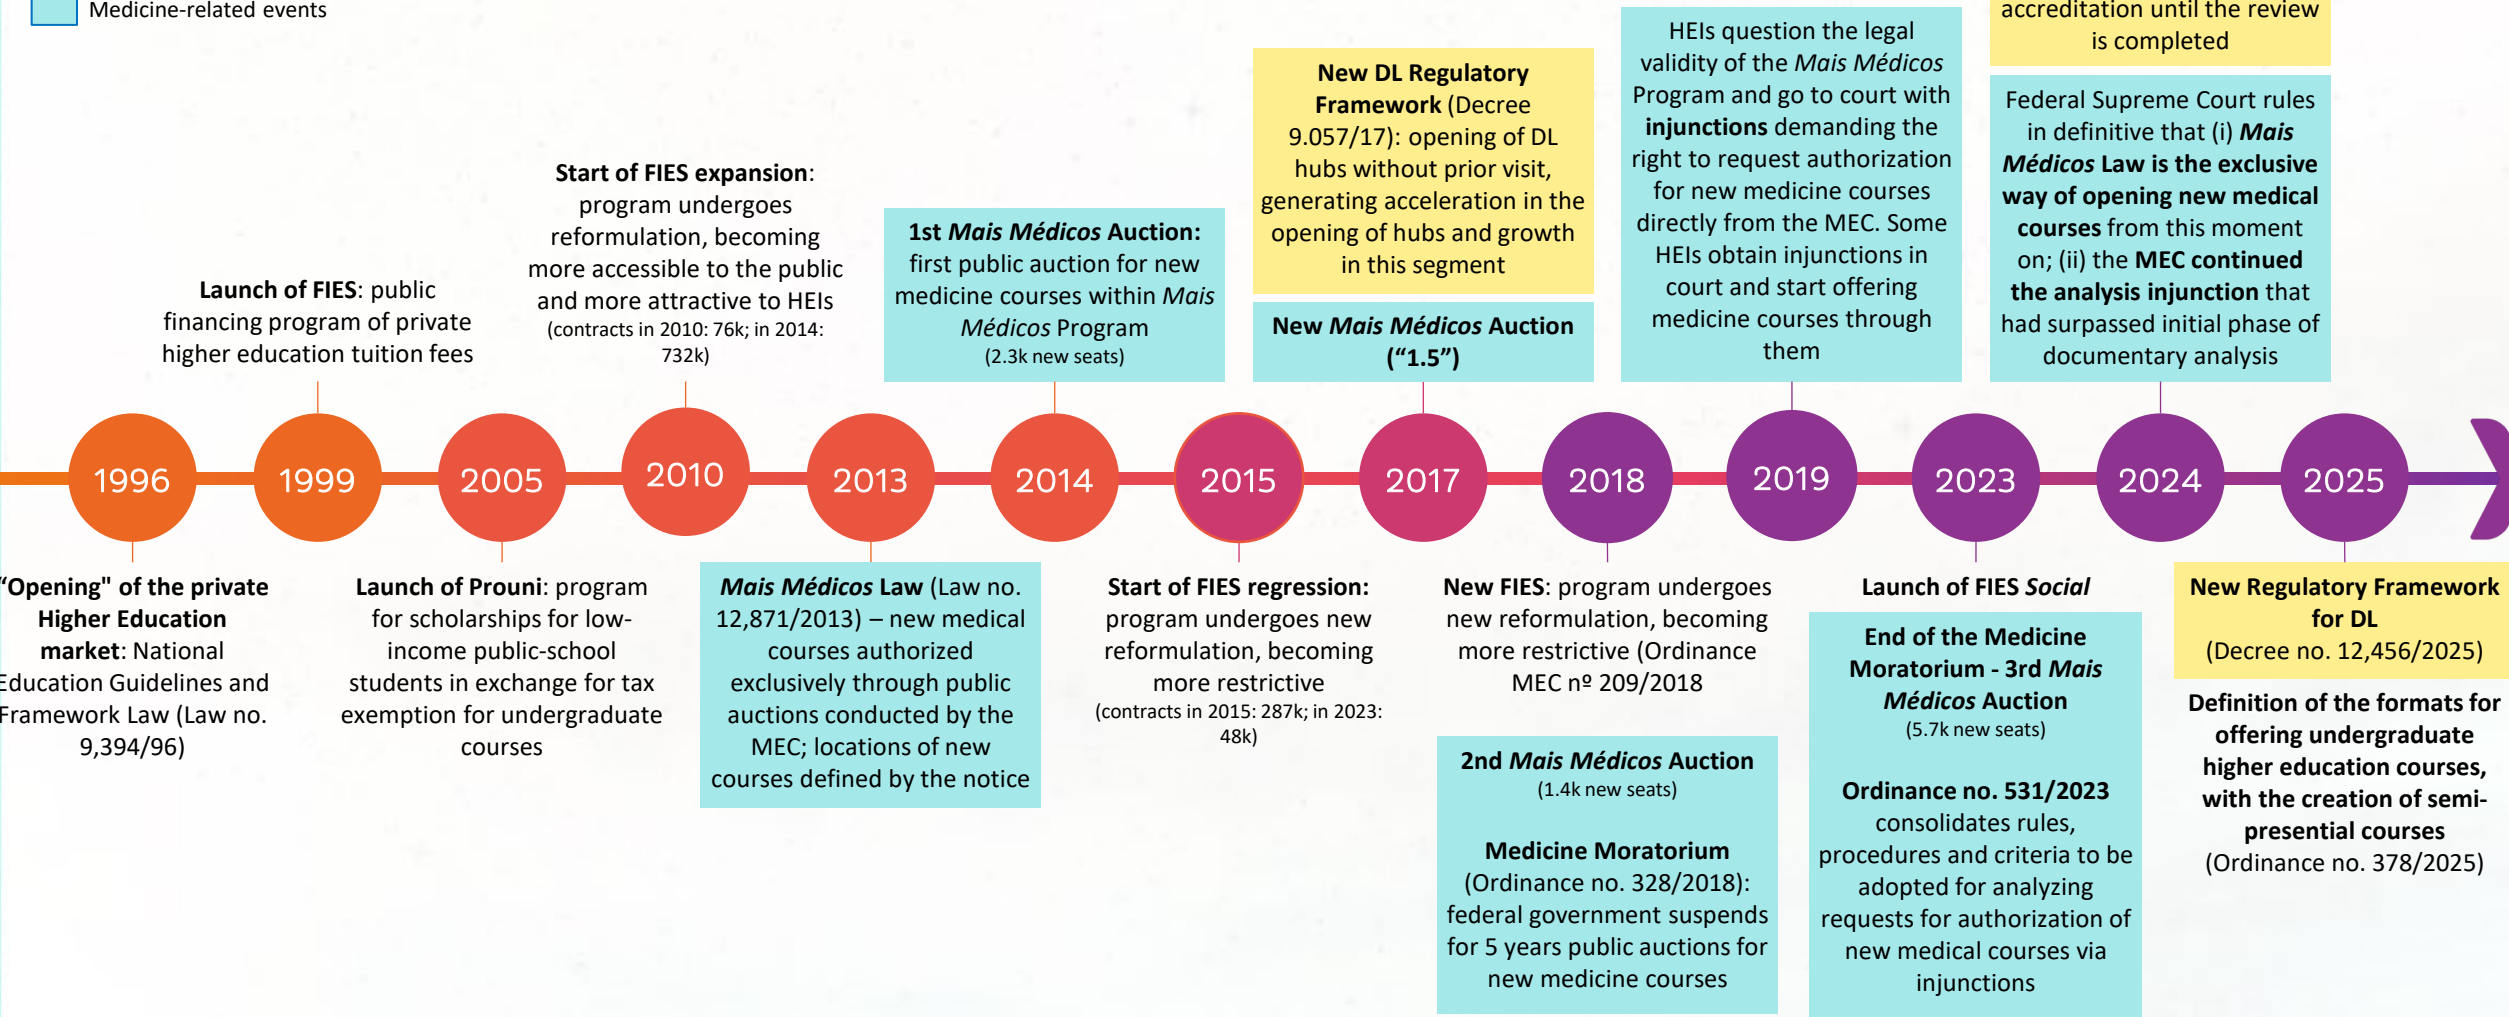 Medicine-related events
accreditation until the review
is completed
HEIs question the legal
validity of the Mais Médicos
Program and go to court with
injunctions demanding the
right to request authorization
for new medicine courses
directly from the MEC. Some
HEIs obtain injunctions in
court and start offering
medicine courses through
them
Federal Supreme Court rules
in definitive that (i) Mais
Médicos Law is the exclusive
way of opening new medical
courses from this moment
on; (ii) the MEC continued
the analysis injunction that
had surpassed initial phase of
documentary analysis
New DL Regulatory
Framework (Decree
9.057/17): opening of DL
hubs without prior visit,
generating acceleration in the
opening of hubs and growth
in this segment
New Mais Médicos Auction
(“1.5”)
Start of FIES expansion:
program undergoes
reformulation, becoming
more accessible to the public
and more attractive to HEIs
(contracts in 2010: 76k; in 2014:
732k)
1st Mais Médicos Auction:
first public auction for new
medicine courses within Mais
Médicos Program
(2.3k new seats)
Launch of FIES: public
financing program of private
higher education tuition fees
1996
1999
2005
2010
2013
2014
2015
2017
2018
2019
2023
2024
2025
“Opening" of the private
Higher Education
market: National
Education Guidelines and
Framework Law (Law no.
9,394/96)
Launch of Prouni: program
for scholarships for low-
income public-school
students in exchange for tax
exemption for undergraduate
courses
Mais Médicos Law (Law no.
12,871/2013) – new medical
courses authorized
exclusively through public
auctions conducted by the
MEC; locations of new
courses defined by the notice
Start of FIES regression:
program undergoes new
reformulation, becoming
more restrictive
(contracts in 2015: 287k; in 2023:
48k)
New FIES: program undergoes
new reformulation, becoming
more restrictive (Ordinance
MEC nº 209/2018
2nd Mais Médicos Auction
(1.4k new seats)
Medicine Moratorium
(Ordinance no. 328/2018):
federal government suspends
for 5 years public auctions for
new medicine courses
Launch of FIES Social
End of the Medicine
Moratorium - 3rd Mais
Médicos Auction
(5.7k new seats)
Ordinance no. 531/2023
consolidates rules,
procedures and criteria to be
adopted for analyzing
requests for authorization of
new medical courses via
injunctions
New Regulatory Framework
for DL
(Decree no. 12,456/2025)
Definition of the formats for
offering undergraduate
higher education courses,
with the creation of semi-
presential courses
(Ordinance no. 378/2025)